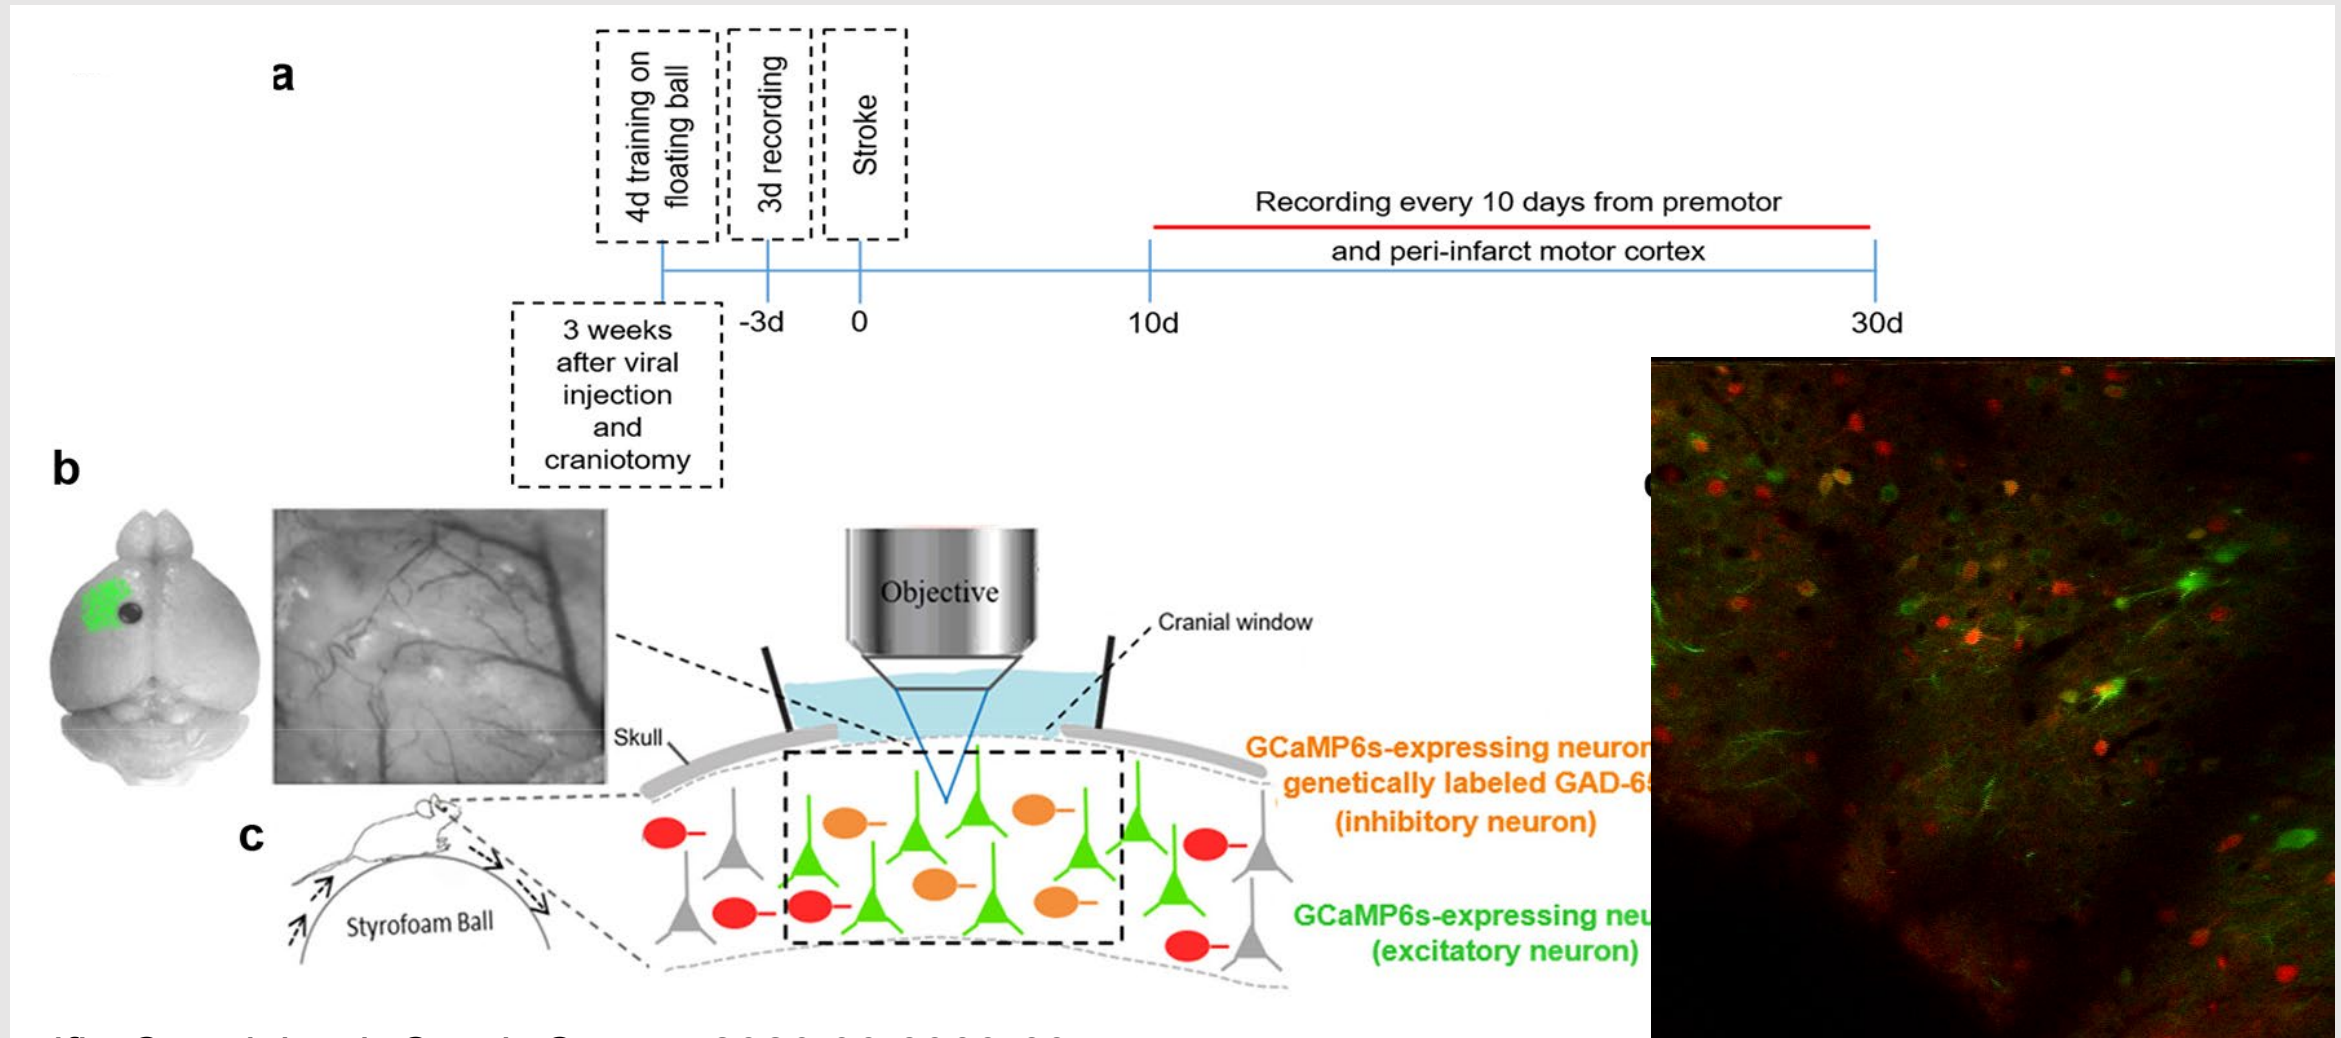 a
4d training on
floating ball
3d recording
Stroke
Recording every 10 days from premotor
and peri-infarct motor cortex
-3d
0
10d
30d
3 weeks
after viral
injection
and
craniotomy
b
Objective
Cranial window
Skull
GCaMP6s-expressing
genetically labeled
(inhibitory neuron)
c
Styrofoam Ball
GCaMP6s-expressing
(excitatory neuron)